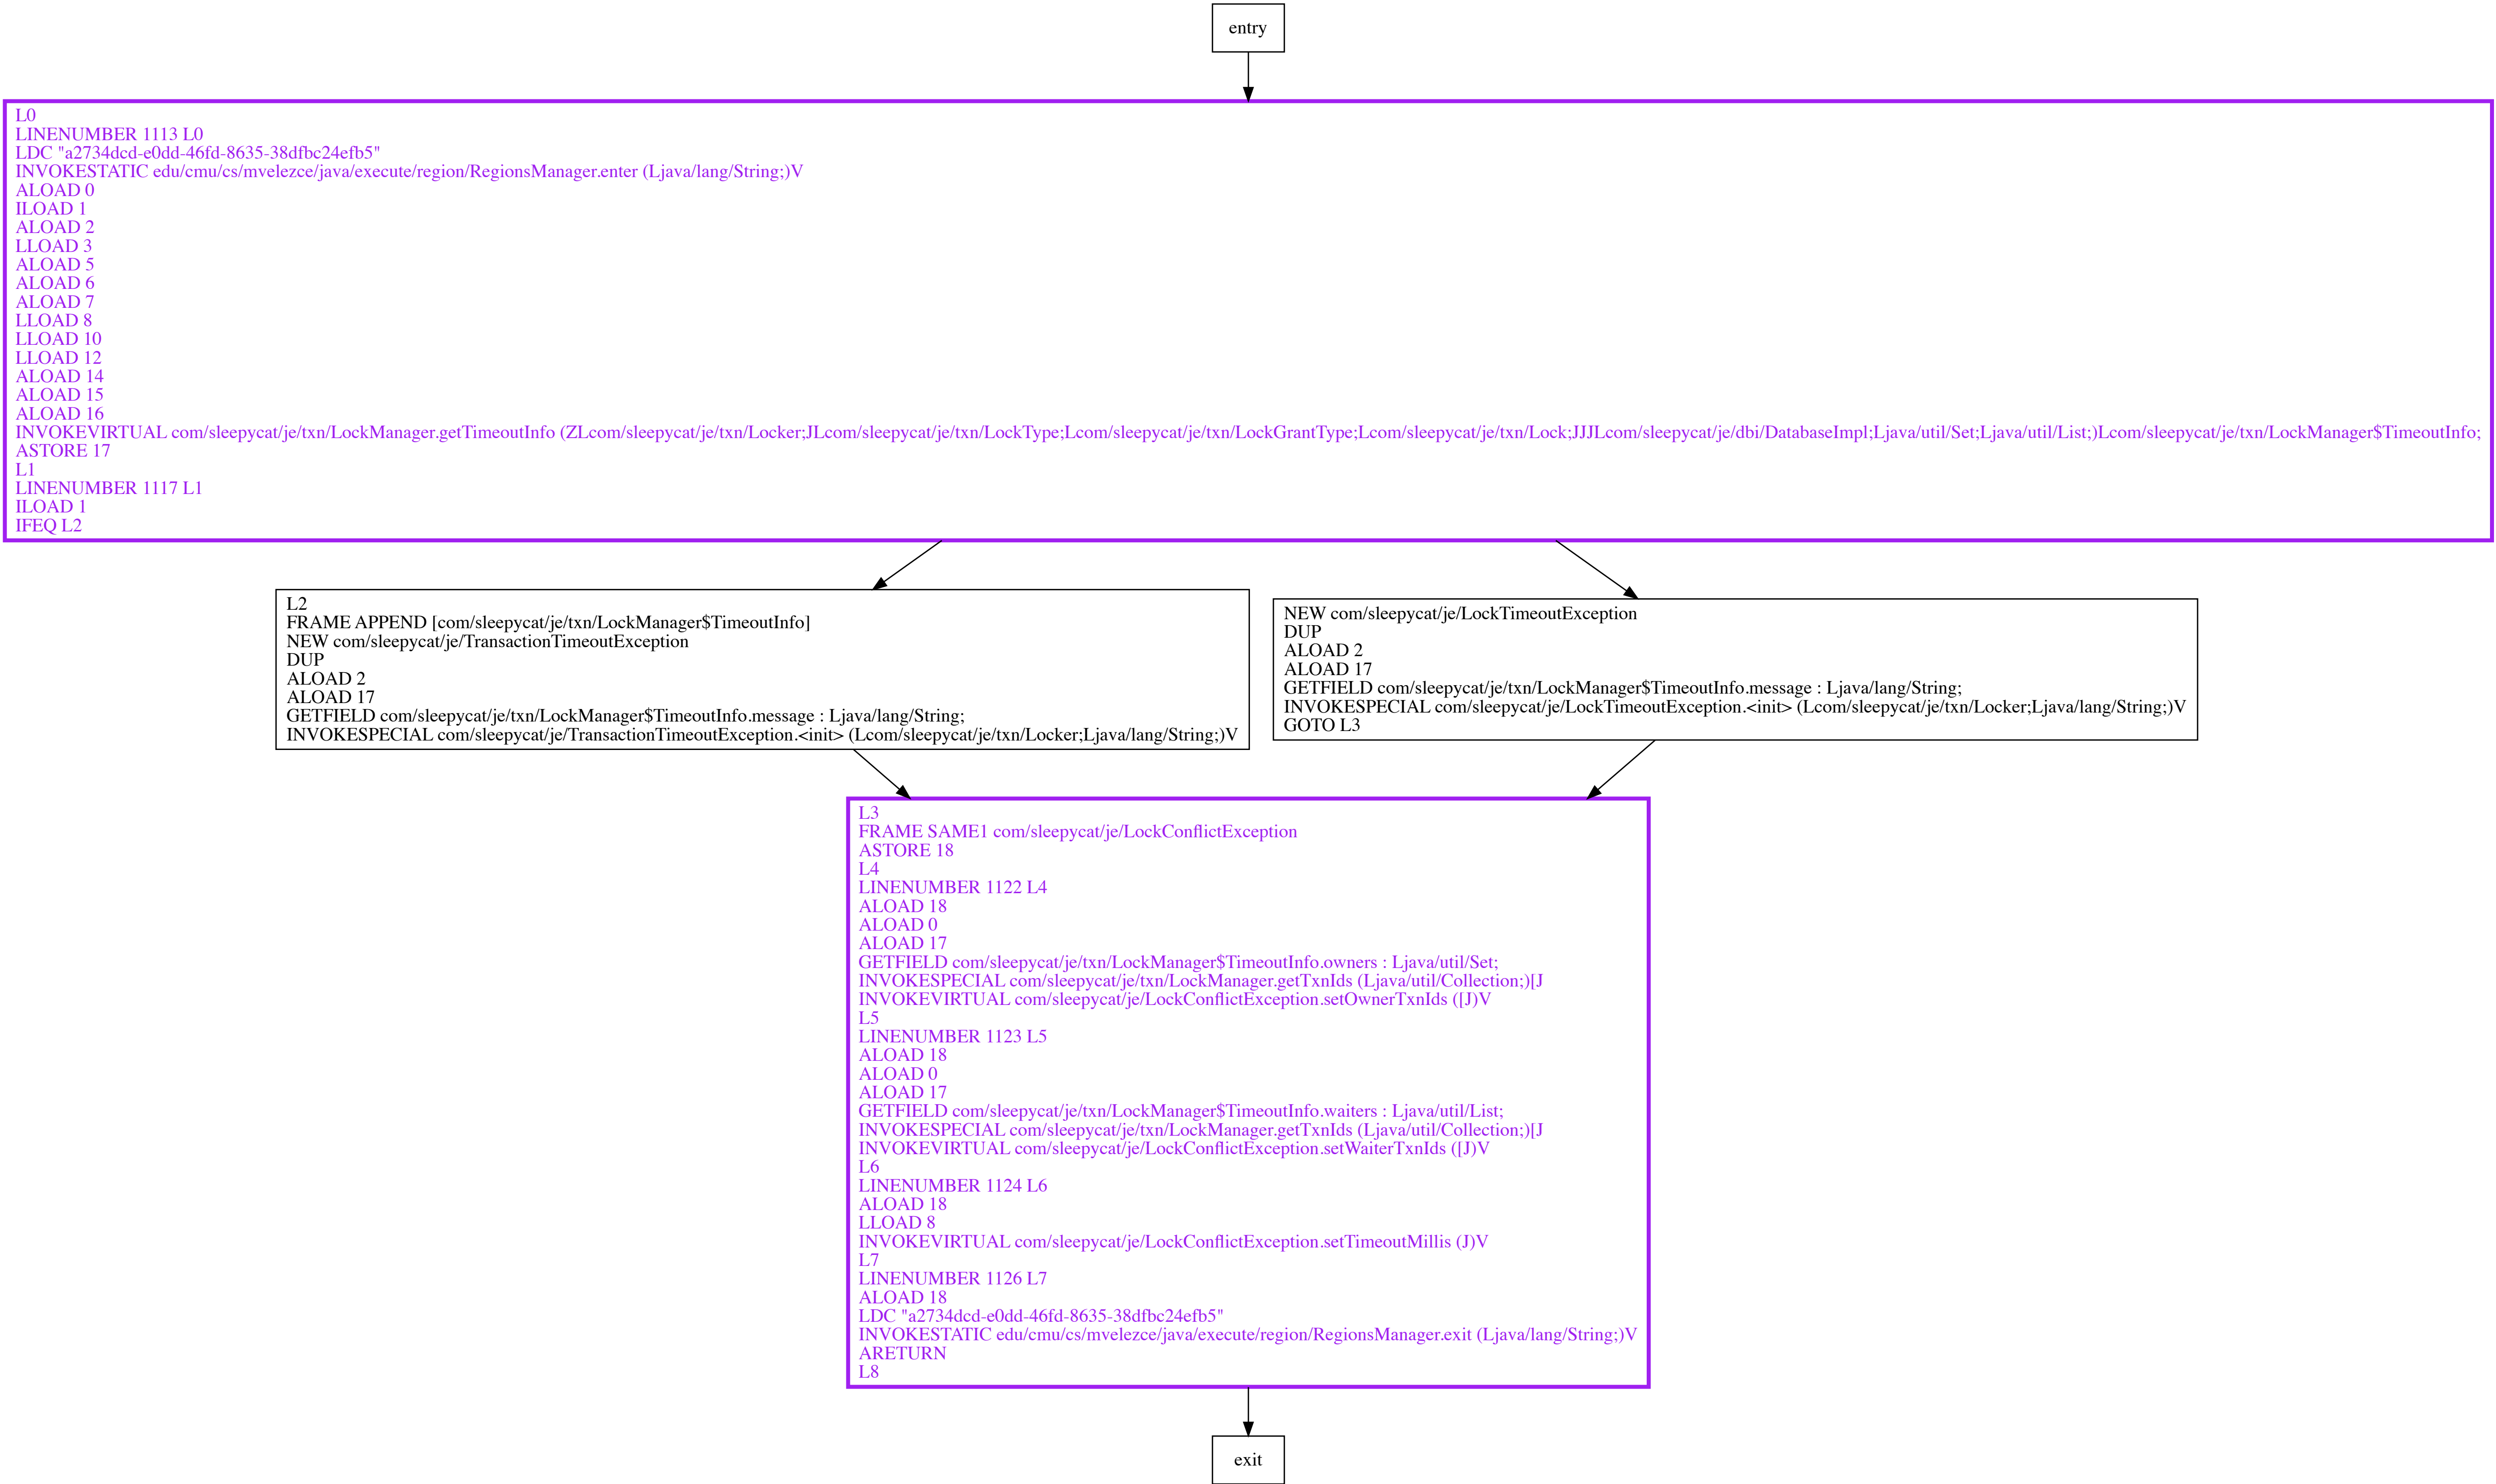 entry
L0
LINENUMBER 1113 L0
LDC "a2734dcd-e0dd-46fd-8635-38dfbc24efb5"
INVOKESTATIC edu/cmu/cs/mvelezce/java/execute/region/RegionsManager.enter (Ljava/lang/String;)V
ALOAD 0
ILOAD 1
ALOAD 2
LLOAD 3
ALOAD 5
ALOAD 6
ALOAD 7
LLOAD 8
LLOAD 10
LLOAD 12
ALOAD 14
ALOAD 15
ALOAD 16
INVOKEVIRTUAL com/sleepycat/je/txn/LockManager.getTimeoutInfo (ZLcom/sleepycat/je/txn/Locker;JLcom/sleepycat/je/txn/LockType;Lcom/sleepycat/je/txn/LockGrantType;Lcom/sleepycat/je/txn/Lock;JJJLcom/sleepycat/je/dbi/DatabaseImpl;Ljava/util/Set;Ljava/util/List;)Lcom/sleepycat/je/txn/LockManager$TimeoutInfo;
ASTORE 17
L1
LINENUMBER 1117 L1
ILOAD 1
IFEQ L2
L2
FRAME APPEND [com/sleepycat/je/txn/LockManager$TimeoutInfo]
NEW com/sleepycat/je/TransactionTimeoutException
DUP
ALOAD 2
ALOAD 17
GETFIELD com/sleepycat/je/txn/LockManager$TimeoutInfo.message : Ljava/lang/String;
INVOKESPECIAL com/sleepycat/je/TransactionTimeoutException.<init> (Lcom/sleepycat/je/txn/Locker;Ljava/lang/String;)V
NEW com/sleepycat/je/LockTimeoutException
DUP
ALOAD 2
ALOAD 17
GETFIELD com/sleepycat/je/txn/LockManager$TimeoutInfo.message : Ljava/lang/String;
INVOKESPECIAL com/sleepycat/je/LockTimeoutException.<init> (Lcom/sleepycat/je/txn/Locker;Ljava/lang/String;)V
GOTO L3
L3
FRAME SAME1 com/sleepycat/je/LockConflictException
ASTORE 18
L4
LINENUMBER 1122 L4
ALOAD 18
ALOAD 0
ALOAD 17
GETFIELD com/sleepycat/je/txn/LockManager$TimeoutInfo.owners : Ljava/util/Set;
INVOKESPECIAL com/sleepycat/je/txn/LockManager.getTxnIds (Ljava/util/Collection;)[J
INVOKEVIRTUAL com/sleepycat/je/LockConflictException.setOwnerTxnIds ([J)V
L5
LINENUMBER 1123 L5
ALOAD 18
ALOAD 0
ALOAD 17
GETFIELD com/sleepycat/je/txn/LockManager$TimeoutInfo.waiters : Ljava/util/List;
INVOKESPECIAL com/sleepycat/je/txn/LockManager.getTxnIds (Ljava/util/Collection;)[J
INVOKEVIRTUAL com/sleepycat/je/LockConflictException.setWaiterTxnIds ([J)V
L6
LINENUMBER 1124 L6
ALOAD 18
LLOAD 8
INVOKEVIRTUAL com/sleepycat/je/LockConflictException.setTimeoutMillis (J)V
L7
LINENUMBER 1126 L7
ALOAD 18
LDC "a2734dcd-e0dd-46fd-8635-38dfbc24efb5"
INVOKESTATIC edu/cmu/cs/mvelezce/java/execute/region/RegionsManager.exit (Ljava/lang/String;)V
ARETURN
L8
exit